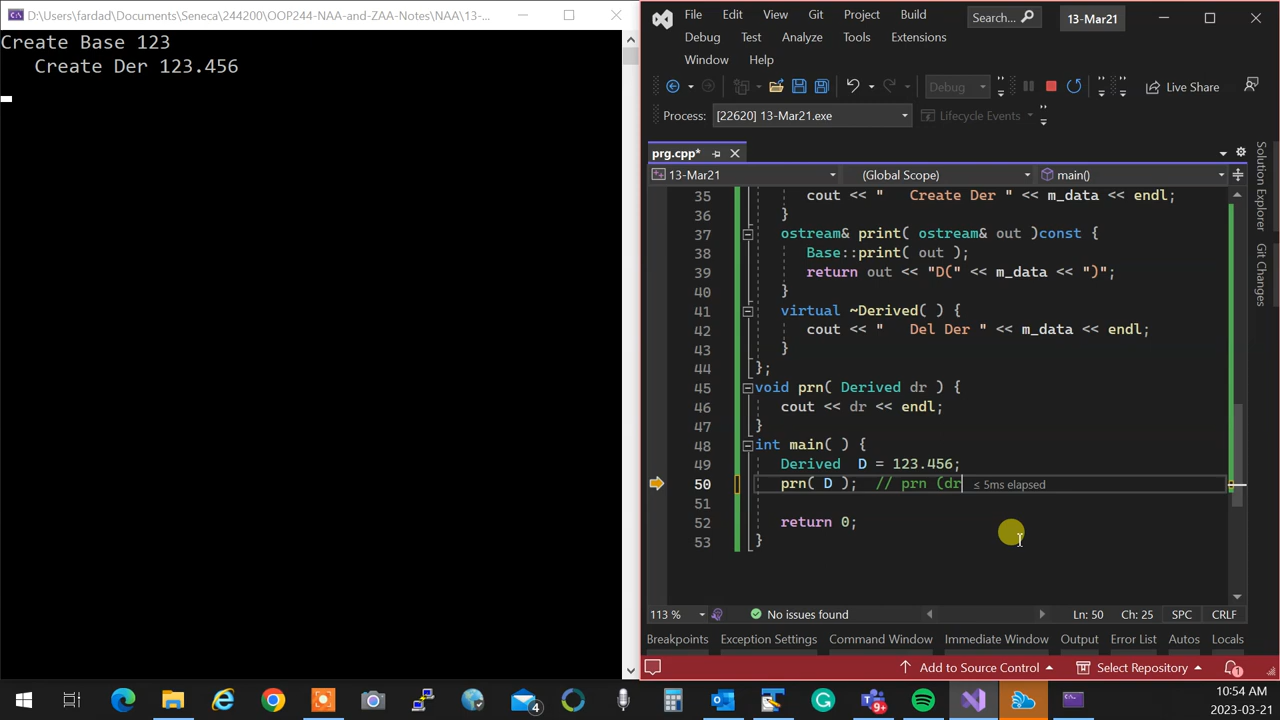 D:\Users\fardad\Documents\Seneca\244200\OOP244-NAA-and-ZAA-Notes\NAA\13-...
Create Base 123
   Create Der 123.456
File Edit View Git Project Build
Search...
13-Mar21
Debug Test Analyze Tools Extensions
Window Help
Debug
Live Share
Process: [22620] 13-Mar21.exe
Lifecycle Events
prg.cpp*
13-Mar21 (Global Scope) main()
35 cout << "   Create Der " << m_data << endl;
36 }
37 ostream& print( ostream& out )const {
38 Base::print( out );
39 return out << "D(" << m_data << ")";
40 }
41 virtual ~Derived( ) {
42 cout << "   Del Der " << m_data << endl;
43 }
44 };
45 void prn( Derived dr ) {
46 cout << dr << endl;
47 }
48 int main( ) {
49 Derived  D = 123.456;
50 prn( D );  // prn (dr ≤ 5ms elapsed
51
52 return 0;
53 }
Solution Explorer
Git Changes
113 % No issues found Ln: 50 Ch: 25 SPC CRLF
Breakpoints Exception Settings Command Window Immediate Window Output Error List Autos Locals
Add to Source Control Select Repository 1
4
9+
10:54 AM
2023-03-21